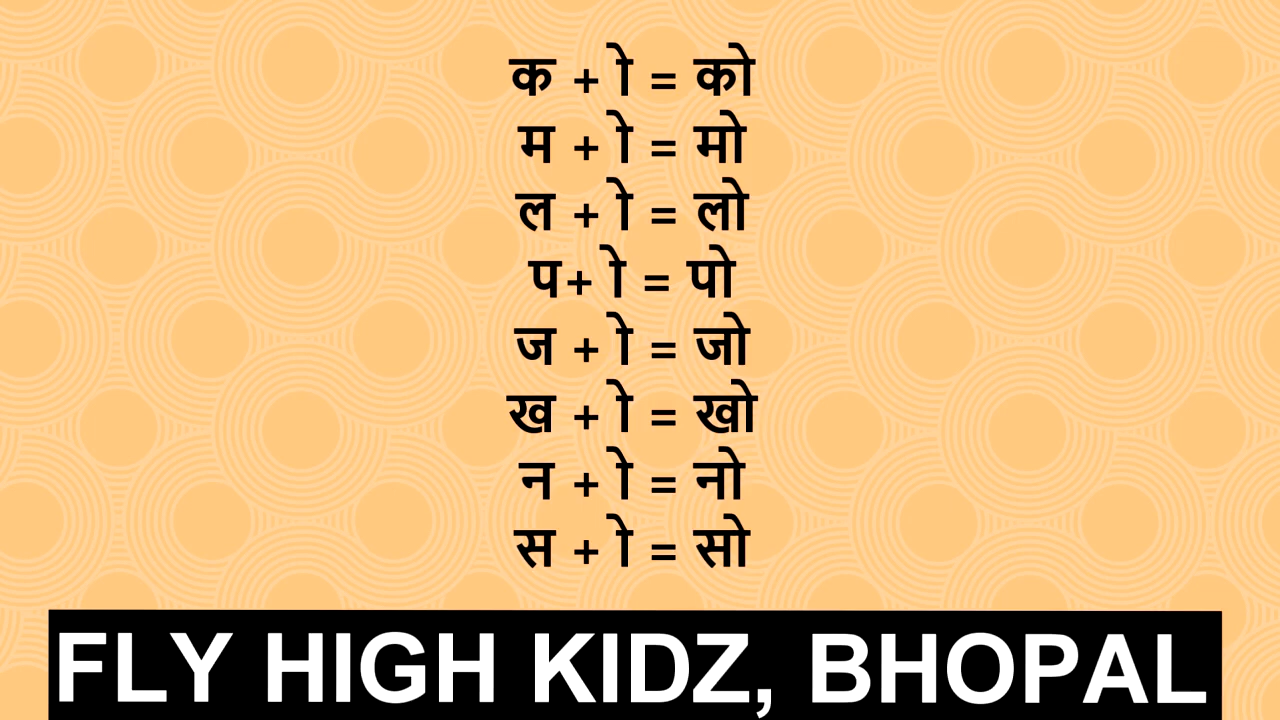 क + ो = को
म + ो = मो
ल + ो = लो
प+ ो = पो
ज + ो = जो
ख + ो = खो
न + ो = नो
स + ो = सो
FLY HIGH KIDZ, BHOPAL